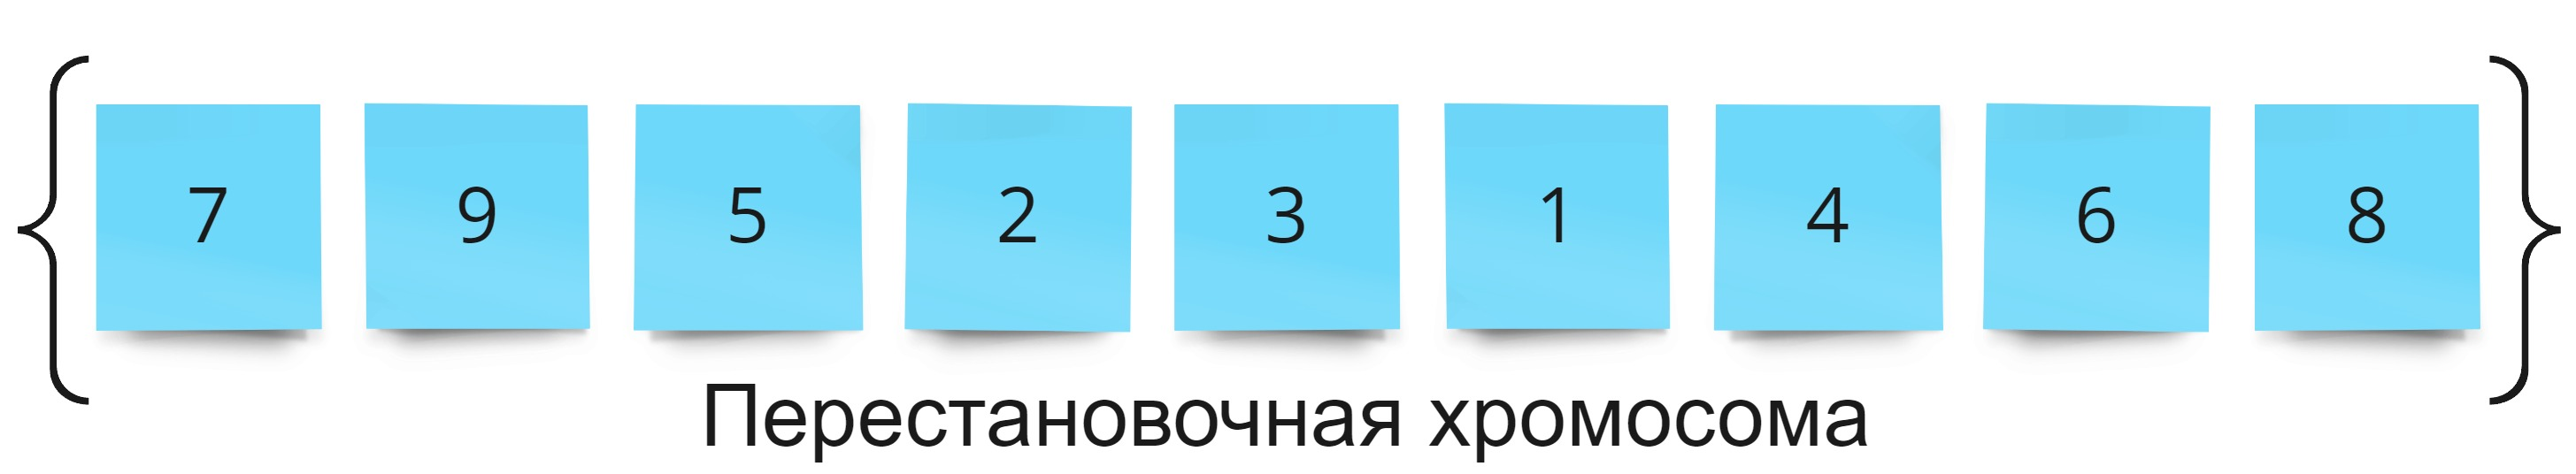 { 7 9 5 2 3 1 4 6 8 }
Перестановочная хромосома